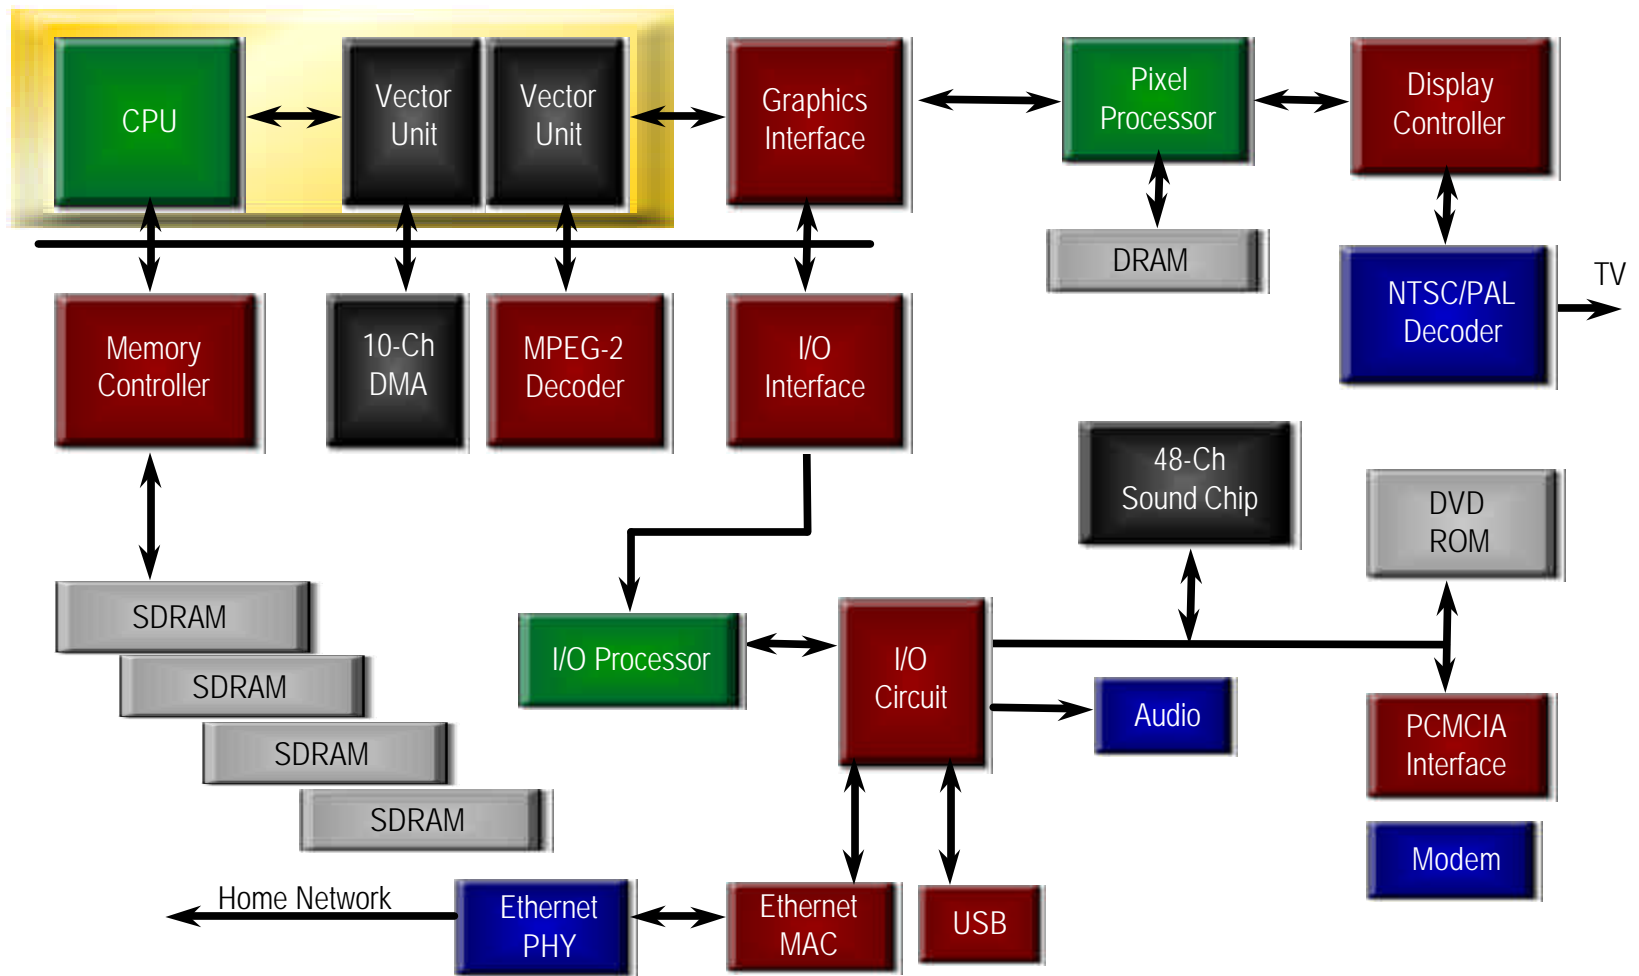 CPU
Vector
Unit
Vector
Unit
Graphics
Interface
Pixel
Processor
Display
Controller
DRAM
TV
NTSC/PAL
Decoder
Memory
Controller
10-Ch
DMA
MPEG-2
Decoder
I/O
Interface
48-Ch
Sound Chip
DVD
ROM
SDRAM
SDRAM
SDRAM
SDRAM
I/O Processor
I/O
Circuit
Audio
PCMCIA
Interface
Modem
Home Network
Ethernet
PHY
Ethernet
MAC
USB